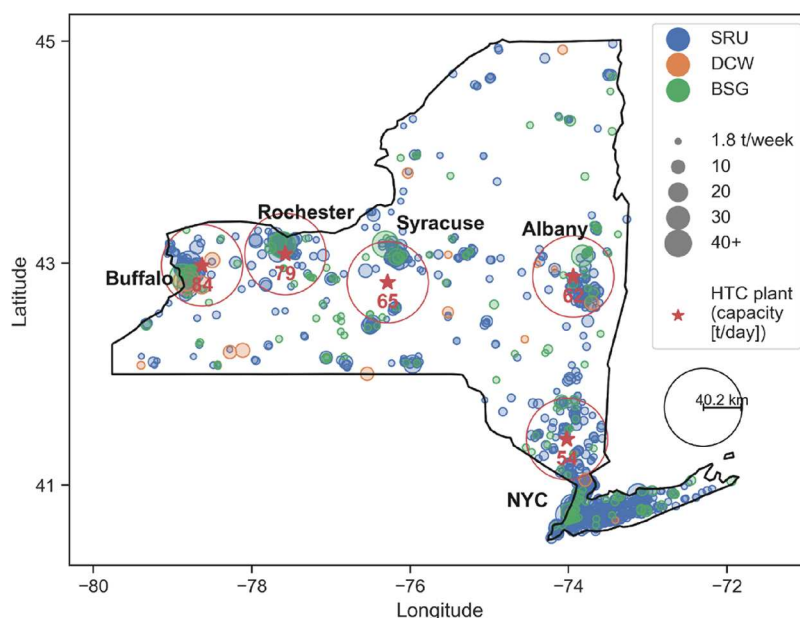 45
43
41
Latitude
−80
−78
−76
−74
−72
Longitude
Rochester
Syracuse
Albany
Buffalo
NYC
84
79
65
62
54
SRU
DCW
BSG
1.8 t/week
10
20
30
40+
HTC plant
(capacity
[t/day])
40.2 km